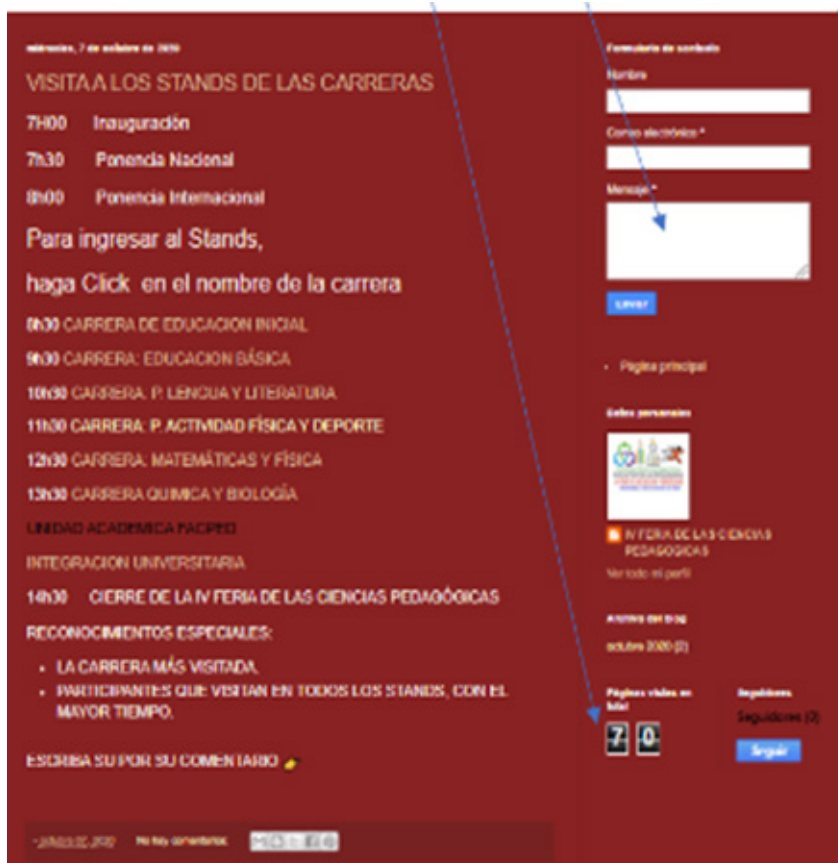 miércoles, 7 de octubre de 2020
VISITA A LOS STANDS DE LAS CARRERAS
7H00 Inauguración
7h30 Ponencia Nacional
8h00 Ponencia Internacional
Para ingresar al Stands,
haga Click en el nombre de la carrera
8h30 CARRERA DE EDUCACION INICIAL
9h30 CARRERA: EDUCACION BÁSICA
10h30 CARRERA: P. LENGUA Y LITERATURA
11h30 CARRERA: P. ACTIVIDAD FÍSICA Y DEPORTE
12h30 CARRERA: MATEMÁTICAS Y FÍSICA
13h30 CARRERA QUIMICA Y BIOLOGÍA
UNIDAD ACADEMICA
INTEGRACION UNIVERSITARIA
14h30 CIERRE DE LA IV FERIA DE LAS CIENCIAS PEDAGÓGICAS
RECONOCIMIENTOS ESPECIALES:
LA CARRERA MÁS VISITADA.
PARTICIPANTES QUE VISITAN EN TODOS LOS STANDS, CON EL
MAYOR TIEMPO.
ESCRIBA SU POR SU COMENTARIO
No hay comentarios:
Formulario de contacto
Nombre
Correo electrónico *
Mensaje *
Página principal
Datos personales
IV FERIA DE LAS CIENCIAS
PEDAGOGICAS
Ver todo mi perfil
Archivo del blog
octubre 2020 (2)
Páginas vistas en
total
7 0
Seguidores
Seguidores (0)
Seguir